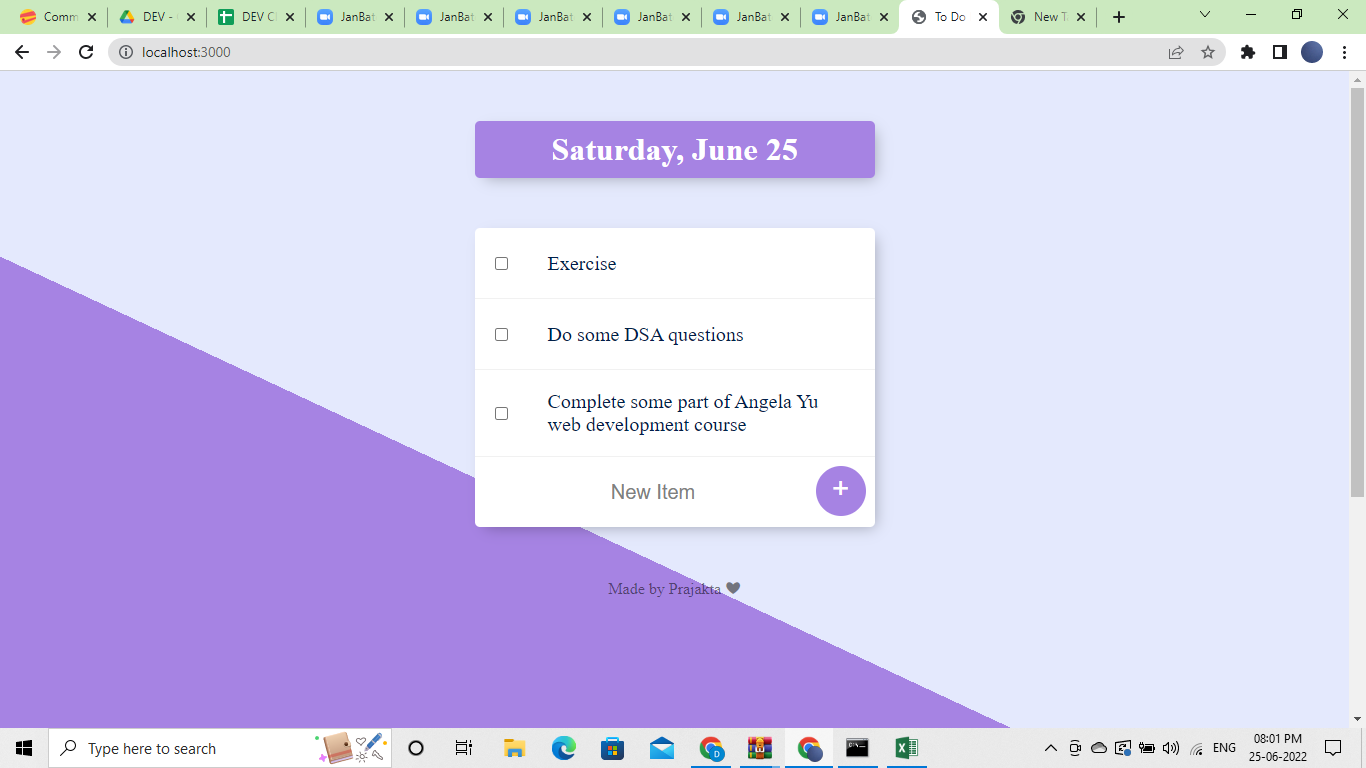 Comm
DEV -
DEV C
JanBat
JanBat
JanBat
JanBat
JanBat
JanBat
To Do
New T
localhost:3000
Saturday, June 25
Exercise
Do some DSA questions
Complete some part of Angela Yu
web development course
New Item
+
Made by Prajakta
Type here to search
ENG
08:01 PM
25-06-2022